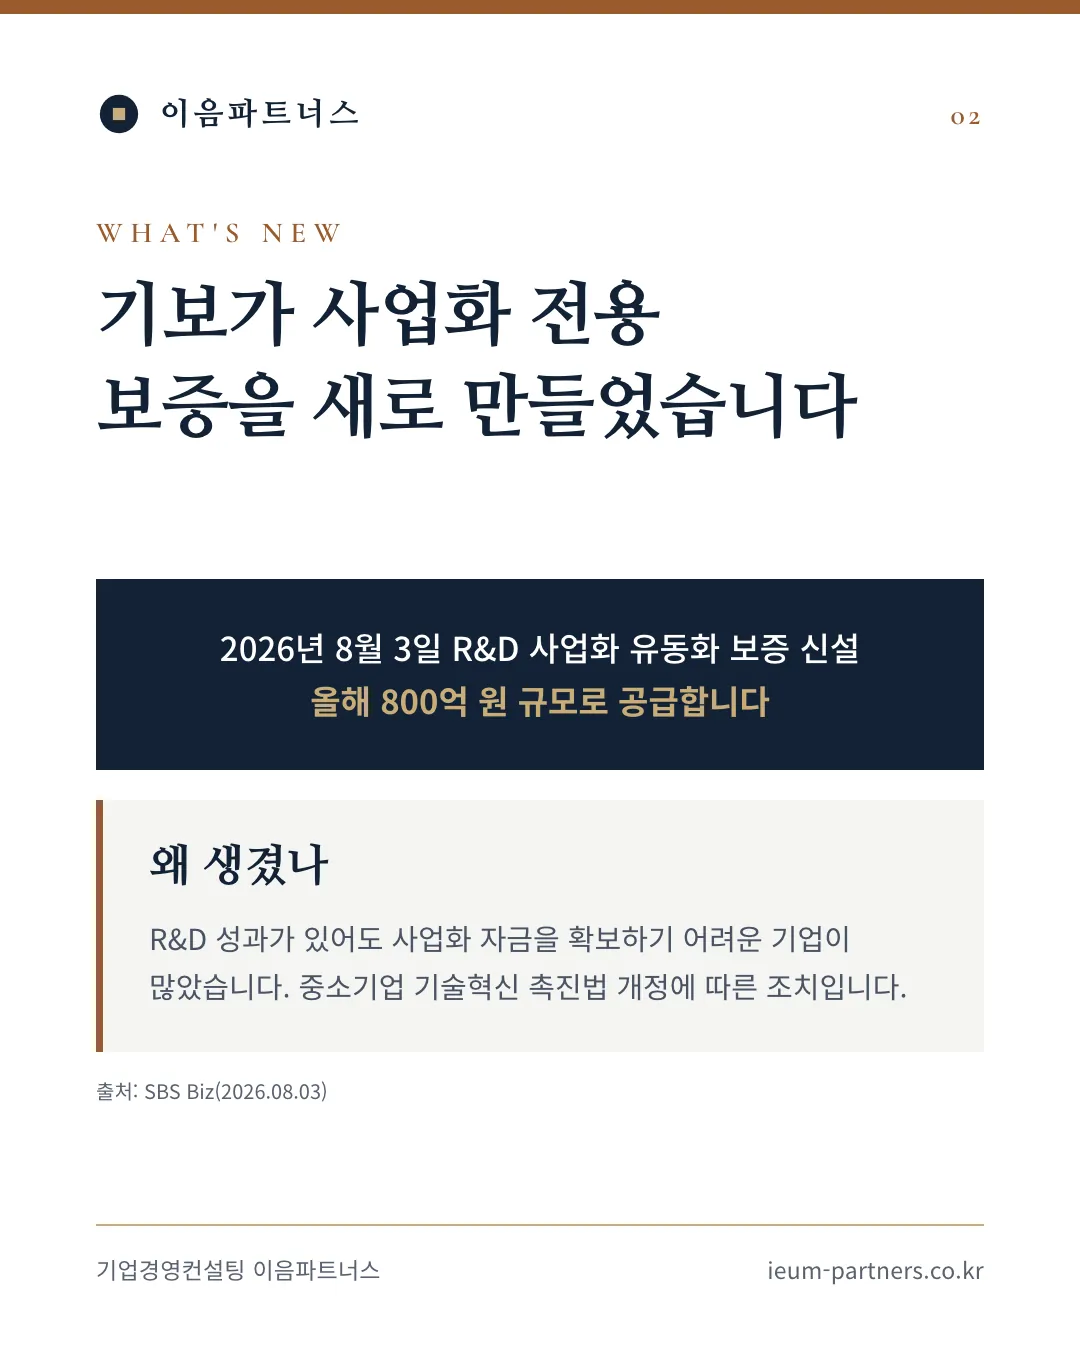 이음파트너스
02
WHAT'S NEW
기보가 사업화 전용
보증을 새로 만들었습니다
2026년 8월 3일 R&D 사업화 유동화 보증 신설
올해 800억 원 규모로 공급합니다
왜 생겼나
R&D 성과가 있어도 사업화 자금을 확보하기 어려운 기업이
많았습니다. 중소기업 기술혁신 촉진법 개정에 따른 조치입니다.
출처: SBS Biz(2026.08.03)
기업경영컨설팅 이음파트너스
ieum-partners.co.kr